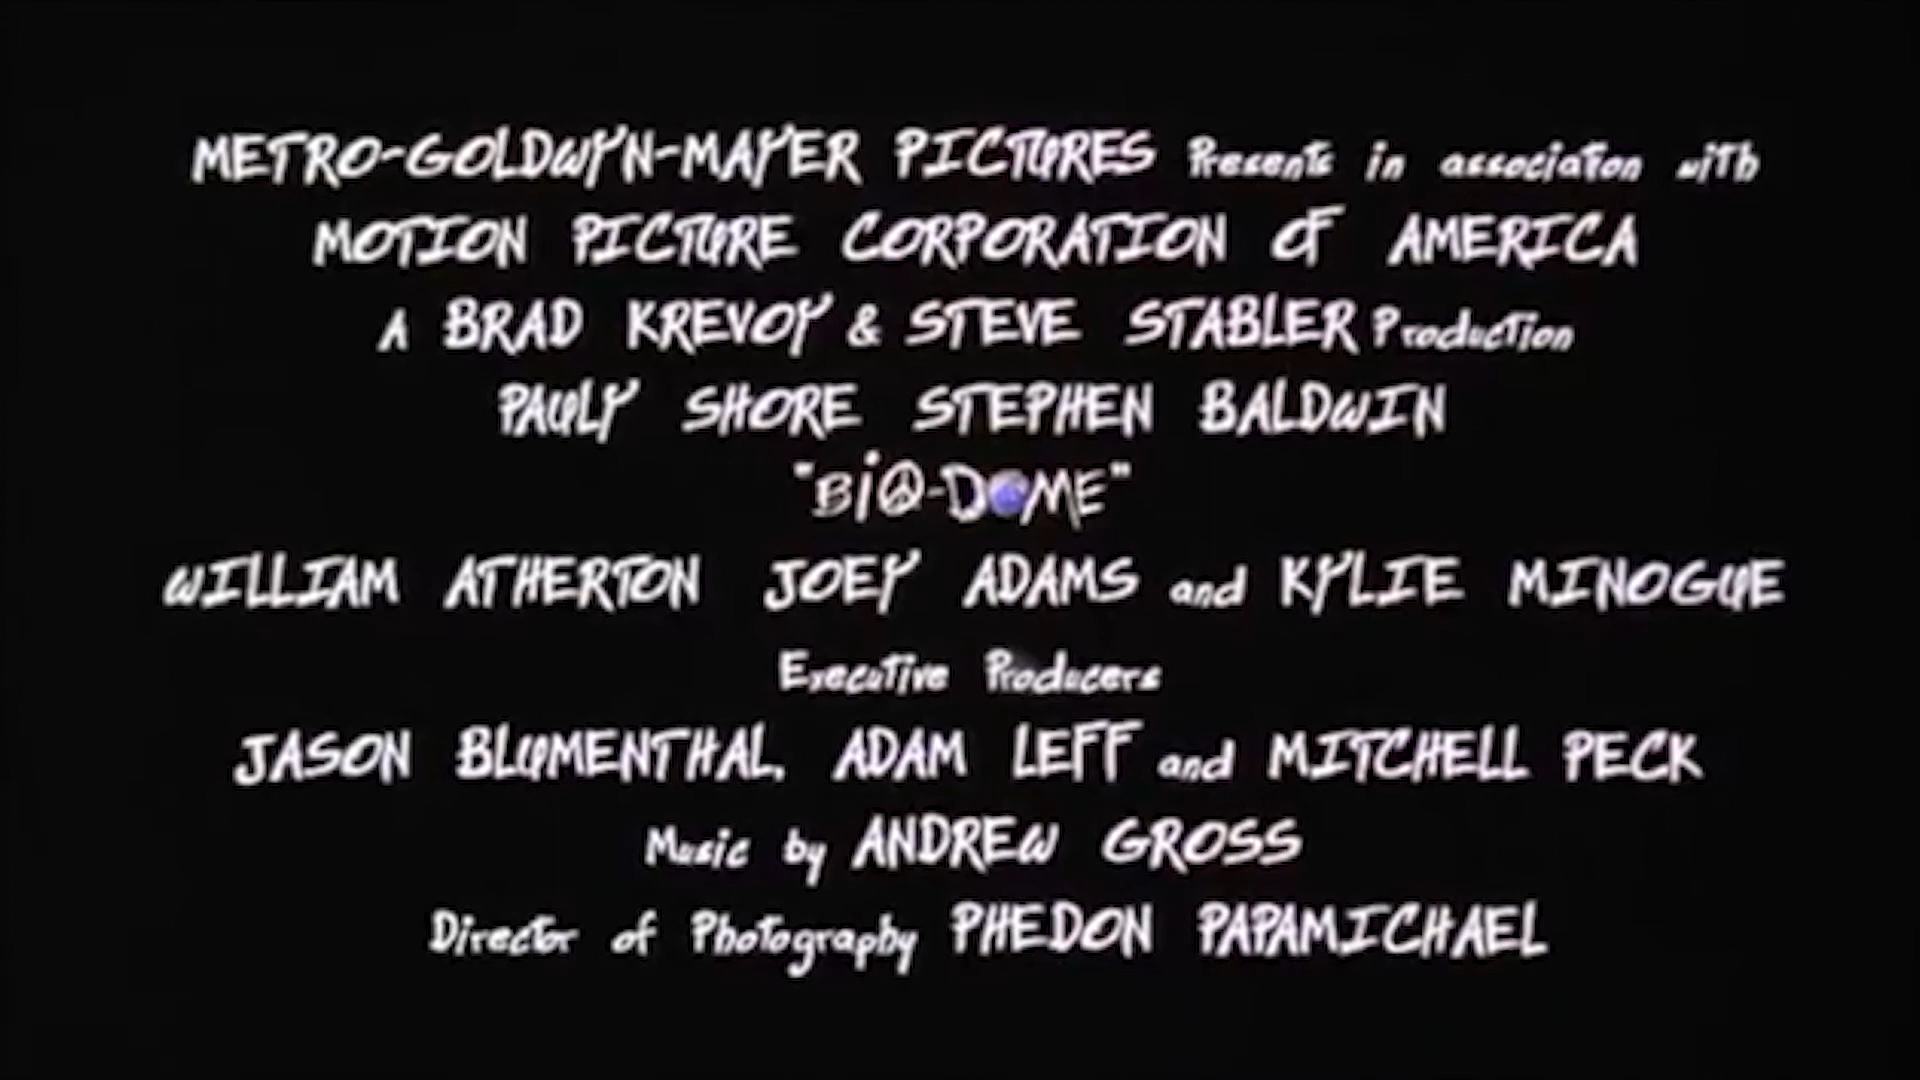 METRO-GOLDWYN-MAYER PICTURES Presents in association with
MOTION PICTURE CORPORATION OF AMERICA
A BRAD KREVOY & STEVE STABLER Production
PAULY SHORE STEPHEN BALDWIN
"BIO-DOME"
WILLIAM ATHERTON JOEY ADAMS and KYLIE MINOGUE
Executive Producers
JASON BLUMENTHAL, ADAM LEFF and MITCHELL PECK
Music by ANDREW GROSS
Director of Photography PHEDON PAPAMICHAEL